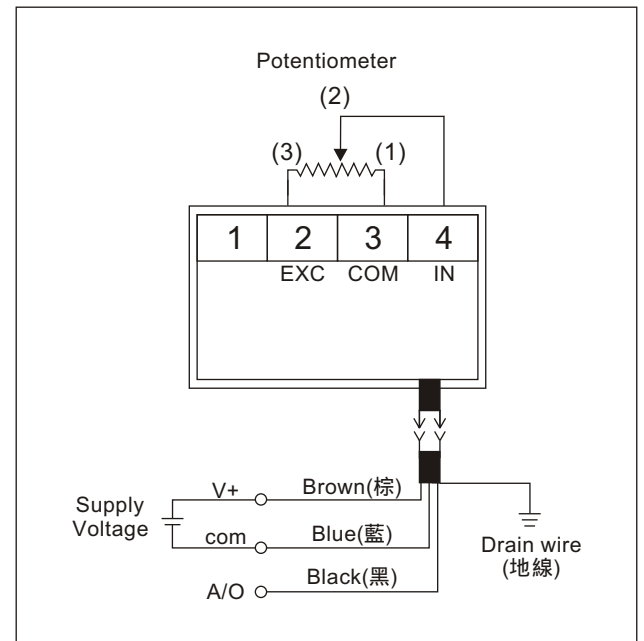 Potentiometer
(2)
(3) (1)
1 2 3 4
EXC COM IN
Supply Voltage
V+ Brown(棕)
com Blue(藍)
A/O Black(黑)
Drain wire
(地線)